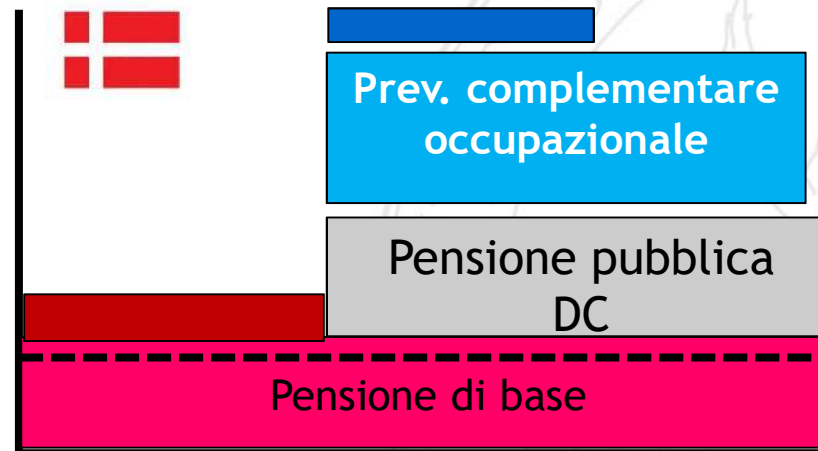 Prev. complementare
occupazionale
Pensione pubblica
DC
Pensione di base